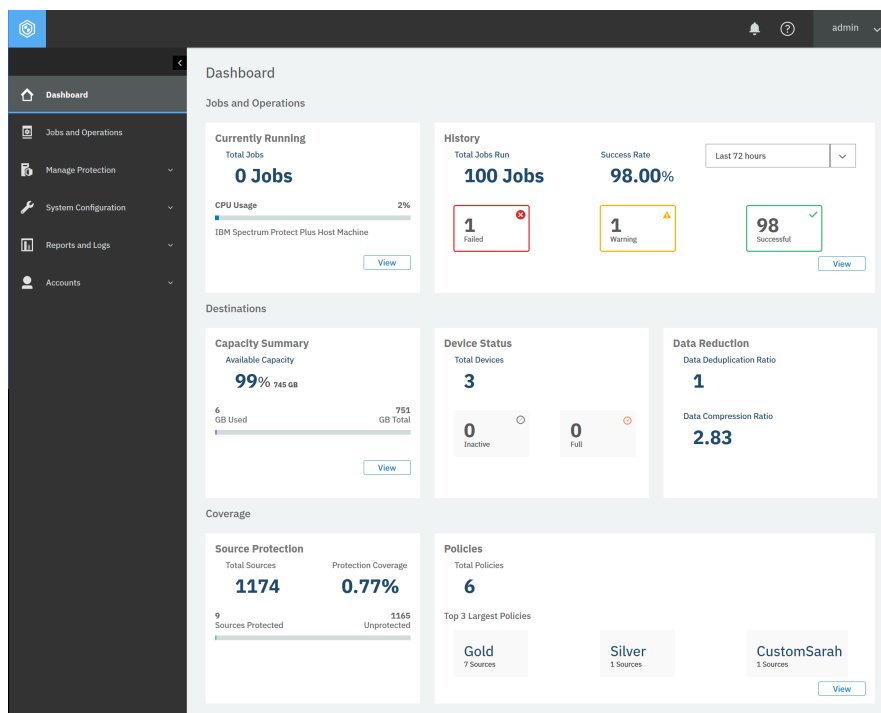 admin
Dashboard
Jobs and Operations
Manage Protection
System Configuration
Reports and Logs
Accounts
Dashboard
Jobs and Operations
Currently Running
Total Jobs
0 Jobs
CPU Usage 2%
IBM Spectrum Protect Plus Host Machine
View
History
Total Jobs Run
100 Jobs
Success Rate
98.00%
Last 72 hours
1
Failed
1
Warning
98
Successful
View
Destinations
Capacity Summary
Available Capacity
99% 745 GB
6 751
GB Used GB Total
View
Device Status
Total Devices
3
0
Inactive
0
Full
Data Reduction
Data Deduplication Ratio
1
Data Compression Ratio
2.83
Coverage
Source Protection
Total Sources
1174
Protection Coverage
0.77%
9 1165
Sources Protected Unprotected
Policies
Total Policies
6
Top 3 Largest Policies
Gold
7 Sources
Silver
1 Sources
CustomSarah
1 Sources
View